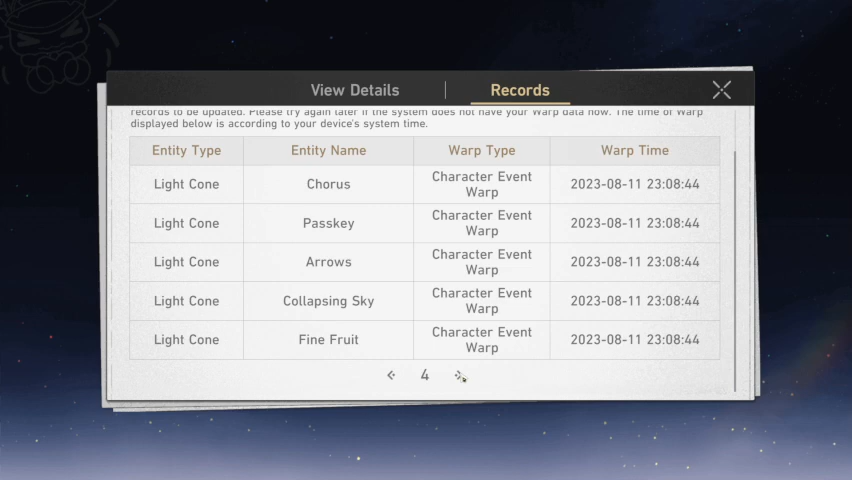 View Details
Records
records to be updated. Please try again later if the system does not have your Warp data now. The time of Warp
displayed below is according to your device's system time.
Entity Type Entity Name Warp Type Warp Time
Light Cone Chorus Character Event Warp 2023-08-11 23:08:44
Light Cone Passkey Character Event Warp 2023-08-11 23:08:44
Light Cone Arrows Character Event Warp 2023-08-11 23:08:44
Light Cone Collapsing Sky Character Event Warp 2023-08-11 23:08:44
Light Cone Fine Fruit Character Event Warp 2023-08-11 23:08:44
4